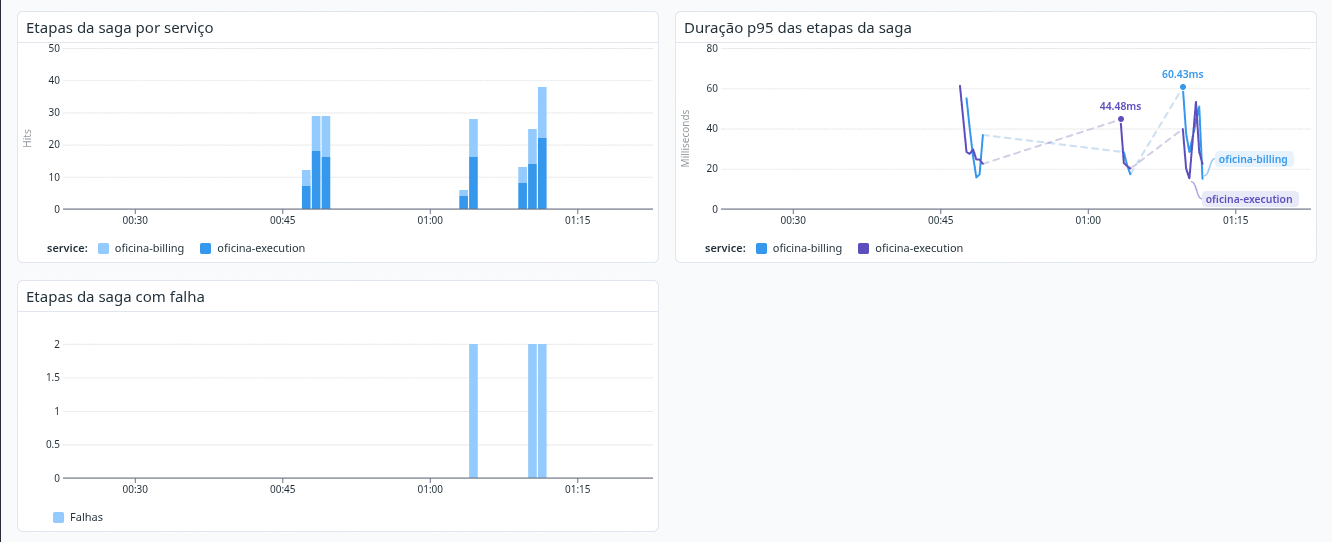 Etapas da saga por serviço
50
40
30
20
10
0
Hits
00:30
00:45
01:00
01:15
service: oficina-billing oficina-execution
Duração p95 das etapas da saga
80
60
40
20
0
Milliseconds
60.43ms
44.48ms
oficina-billing
oficina-execution
00:30
00:45
01:00
01:15
service: oficina-billing oficina-execution
Etapas da saga com falha
2
1.5
1
0.5
0
00:30
00:45
01:00
01:15
Falhas